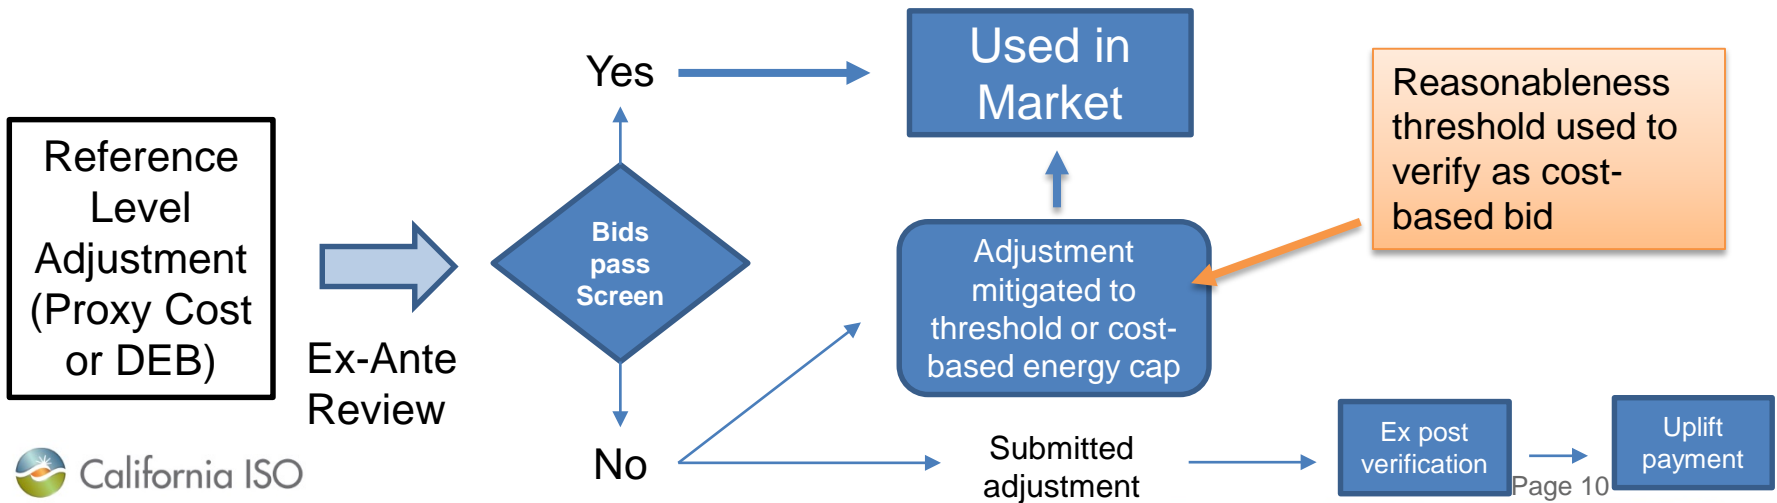 Reference
Level
Adjustment
(Proxy Cost
or DEB)
Ex-Ante
Review
Bids
pass
Screen
Yes
No
Used in
Market
Adjustment
mitigated to
threshold or cost-
based energy cap
Reasonableness
threshold used to
verify as cost-
based bid
Submitted
adjustment
Ex post
verification
Uplift
payment
California ISO
Page 10